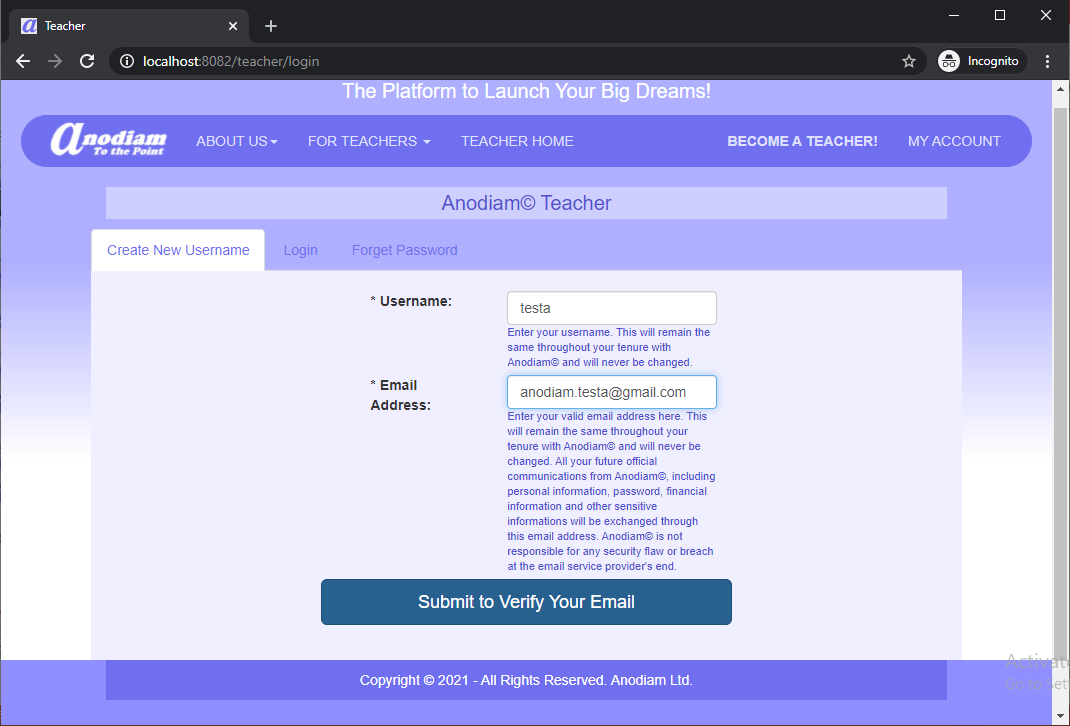 Teacher
localhost:8082/teacher/login
Incognito
The Platform to Launch Your Big Dreams!
anodiam
To the Point
ABOUT US
FOR TEACHERS
TEACHER HOME
BECOME A TEACHER!
MY ACCOUNT
Anodiam© Teacher
Create New Username
Login
Forget Password
* Username:
testa
Enter your username. This will remain the
same throughout your tenure with
Anodiam© and will never be changed.
* Email
Address:
anodiam.testa@gmail.com
Enter your valid email address here. This
will remain the same throughout your
tenure with Anodiam© and will never be
changed. All your future official
communications from Anodiam©, including
personal information, password, financial
information and other sensitive
informations will be exchanged through
this email address. Anodiam© is not
responsible for any security flaw or breach
at the email service provider's end.
Submit to Verify Your Email
Activate
Go to Set
Copyright © 2021 - All Rights Reserved. Anodiam Ltd.